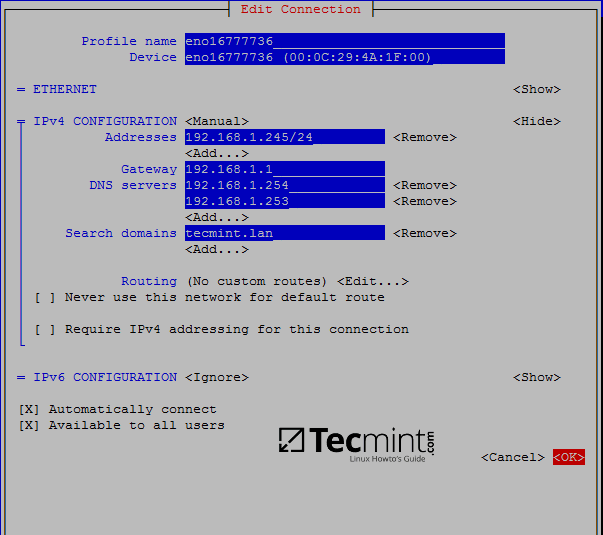 Edit Connection
Profile name eno16777736
Device eno16777736 (00:0C:29:4A:1F:00)
ETHERNET <Show>
IPv4 CONFIGURATION <Manual> <Hide>
Addresses 192.168.1.245/24 <Remove>
<Add...>
Gateway 192.168.1.1
DNS servers 192.168.1.254 <Remove>
192.168.1.253 <Remove>
<Add...>
Search domains tecmint.lan <Remove>
<Add...>
Routing (No custom routes) <Edit...>
[ ] Never use this network for default route
[ ] Require IPv4 addressing for this connection
IPv6 CONFIGURATION <Ignore> <Show>
[X] Automatically connect
[X] Available to all users
Tecmint.com
Linux Howto's Guide
<Cancel> <OK>